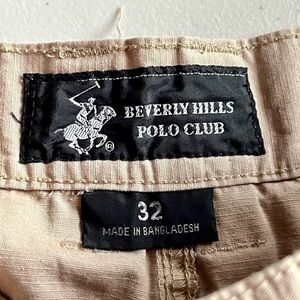 BEVERLY HILLS
POLO CLUB
®
32
MADE IN BANGLADESH